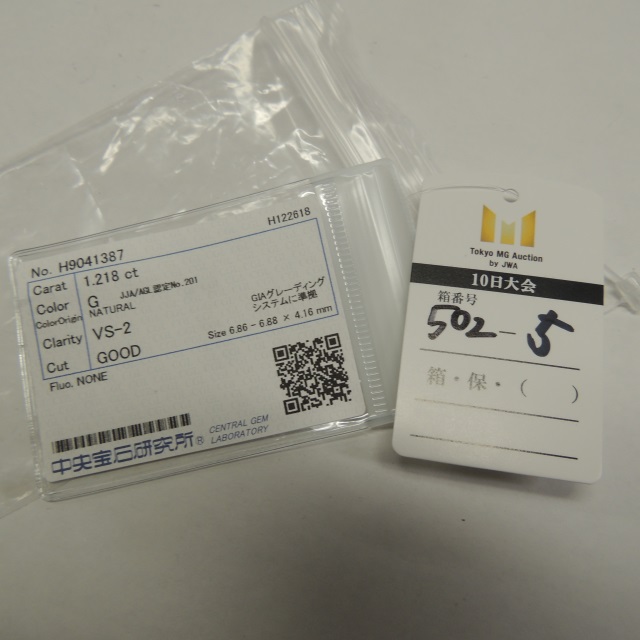 H122618
No. H9041387
Carat 1.218 ct
Color G JJA/AGL 認定No.201
ColorOrigin NATURAL
GIAグレーディング
システムに準拠
Clarity VS-2
Size 6.86 - 6.88 × 4.16 mm
Cut GOOD
Fluo. NONE
中央宝石研究所®
CENTRAL GEM
LABORATORY
Tokyo MG Auction
by JWA
10日大会
箱番号
502-5
箱・保・( )